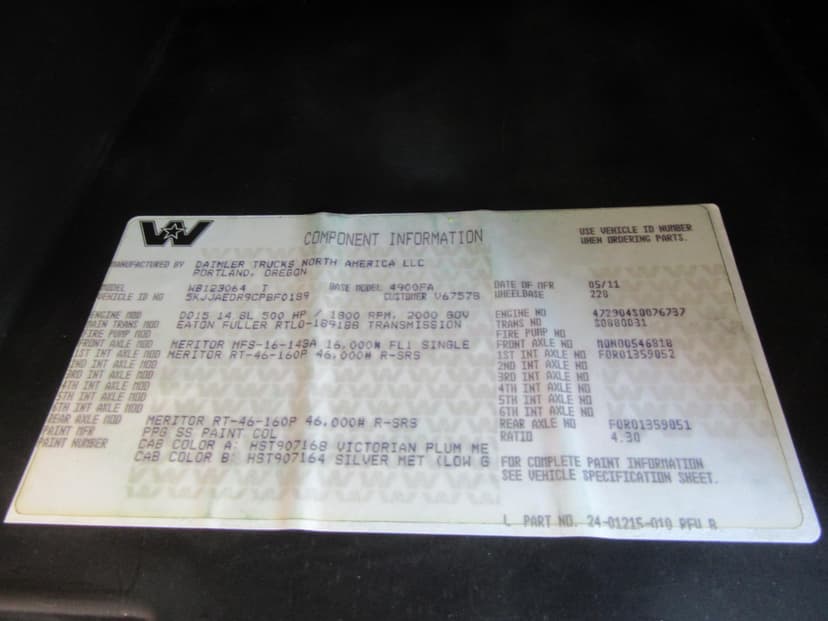 W
COMPONENT INFORMATION
USE VEHICLE ID NUMBER
WHEN ORDERING PARTS.
MANUFACTURED BY DAIMLER TRUCKS NORTH AMERICA LLC
PORTLAND, OREGON
MODEL WB123064 T BASE MODEL 4900FA
VEHICLE ID NO 5KJJAEDR9CPBF0189 CUSTOMER V67578
DATE OF MFR 05/11
WHEELBASE 220
ENGINE MOD DD15 14.8L 500 HP / 1800 RPM, 2000 GOV
MAIN TRANS MOD EATON FULLER RTLO-18918B TRANSMISSION
FIRE PUMP MOD
FRONT AXLE MOD MERITOR MFS-16-143A 16,000# FL1 SINGLE
1ST INT AXLE MOD MERITOR RT-46-160P 46,000# R-SRS
2ND INT AXLE MOD
3RD INT AXLE MOD
4TH INT AXLE MOD
5TH INT AXLE MOD
6TH INT AXLE MOD
REAR AXLE MOD MERITOR RT-46-160P 46,000# R-SRS
PAINT MFR PPG SS PAINT COL
PAINT NUMBER CAB COLOR A: HST907168 VICTORIAN PLUM ME
CAB COLOR B: HST907164 SILVER MET (LOW G
ENGINE NO 472904S0076737
TRANS NO S0880031
FIRE PUMP NO
FRONT AXLE NO NON00546818
1ST INT AXLE NO FOR01359052
2ND INT AXLE NO
3RD INT AXLE NO
4TH INT AXLE NO
5TH INT AXLE NO
6TH INT AXLE NO
REAR AXLE NO FOR01359051
RATIO 4.30
FOR COMPLETE PAINT INFORMATION
SEE VEHICLE SPECIFICATION SHEET.
PART NO. 24-01215-010